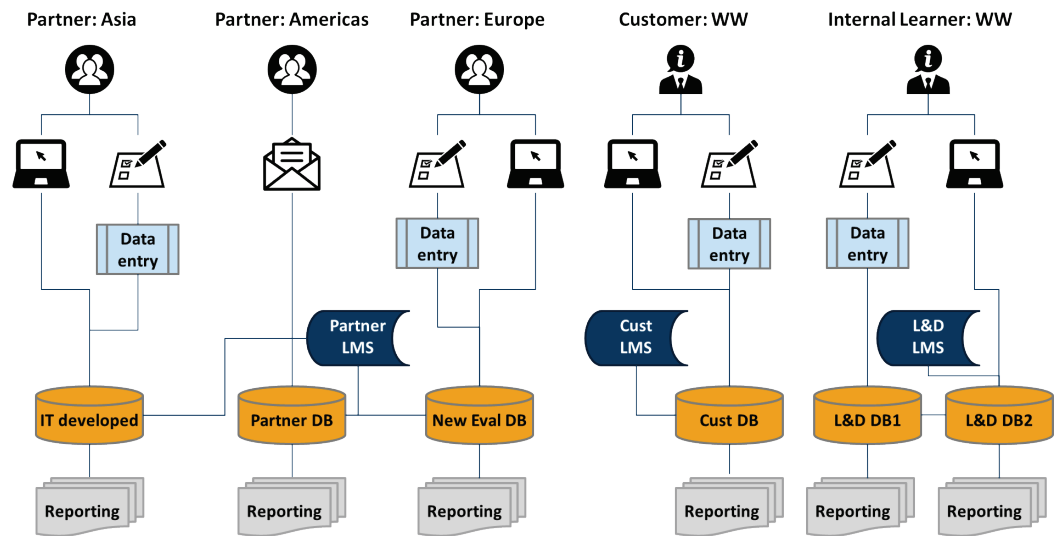 Partner: Asia
Partner: Americas
Partner: Europe
Customer: WW
Internal Learner: WW
i
i
Data
entry
Data
entry
Data
entry
Data
entry
Partner
LMS
Cust
LMS
L&D
LMS
IT developed
Partner DB
New Eval DB
Cust DB
L&D DB1
L&D DB2
Reporting
Reporting
Reporting
Reporting
Reporting
Reporting